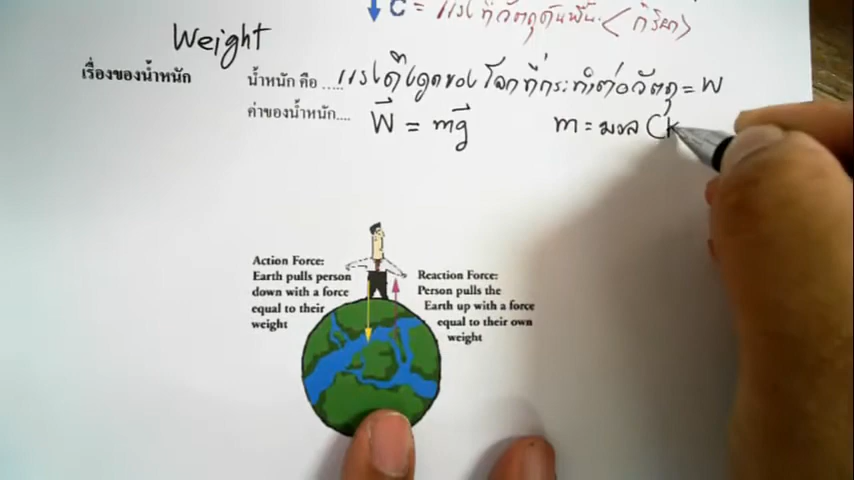 C = แรงที่วัตถุดันพื้น (กิริยา)
Weight
เรื่องของน้ำหนัก
น้ำหนัก คือ ..... แรงดึงดูดของโลกที่กระทำต่อวัตถุ = W
ค่าของน้ำหนัก.... W = mg m = มวล (k
Action Force:
Earth pulls person
down with a force
equal to their
weight
Reaction Force:
Person pulls the
Earth up with a force
equal to their own
weight